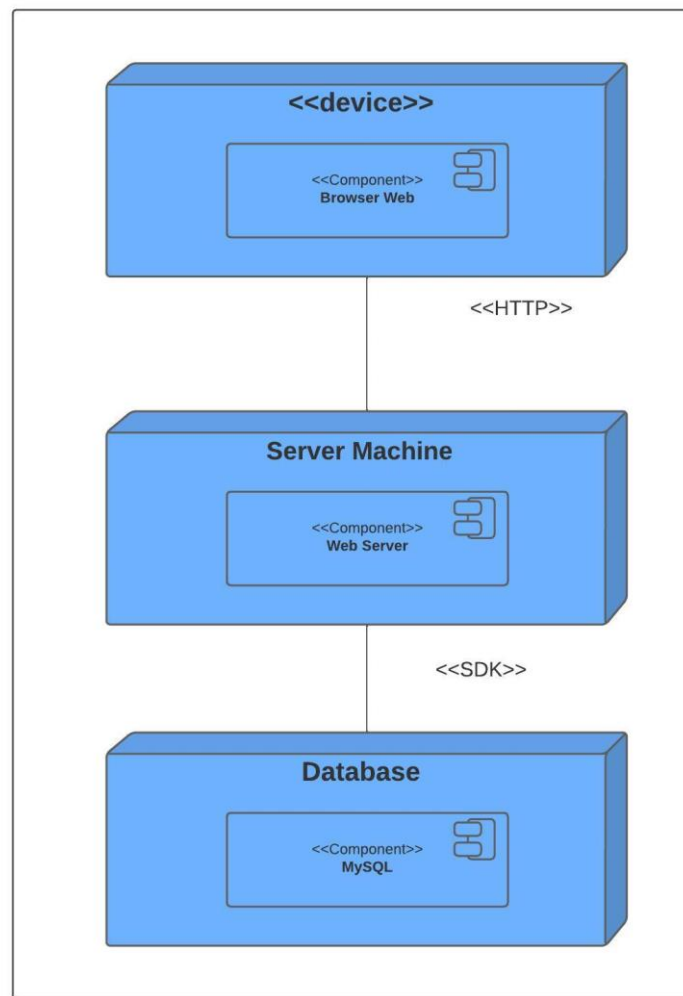 <<device>>
<<Component>>
Browser Web
<<HTTP>>
Server Machine
<<Component>>
Web Server
<<SDK>>
Database
<<Component>>
MySQL